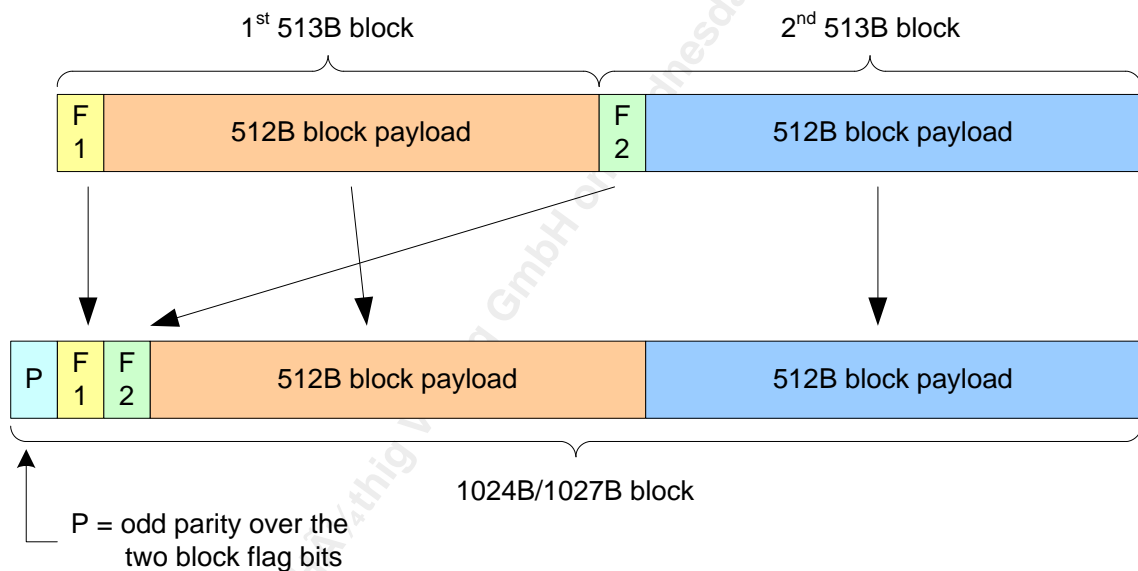 1st 513B block
2nd 513B block
F
1
512B block payload
F
2
512B block payload
P
F
1
F
2
512B block payload
512B block payload
1024B/1027B block
P = odd parity over the
two block flag bits